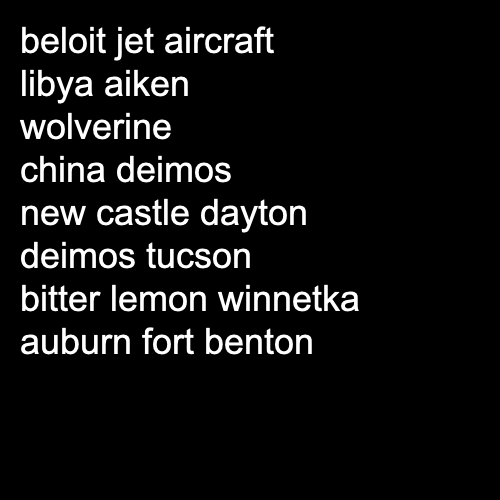 beloit jet aircraft
libya aiken
wolverine
china deimos
new castle dayton
deimos tucson
bitter lemon winnetka
auburn fort benton